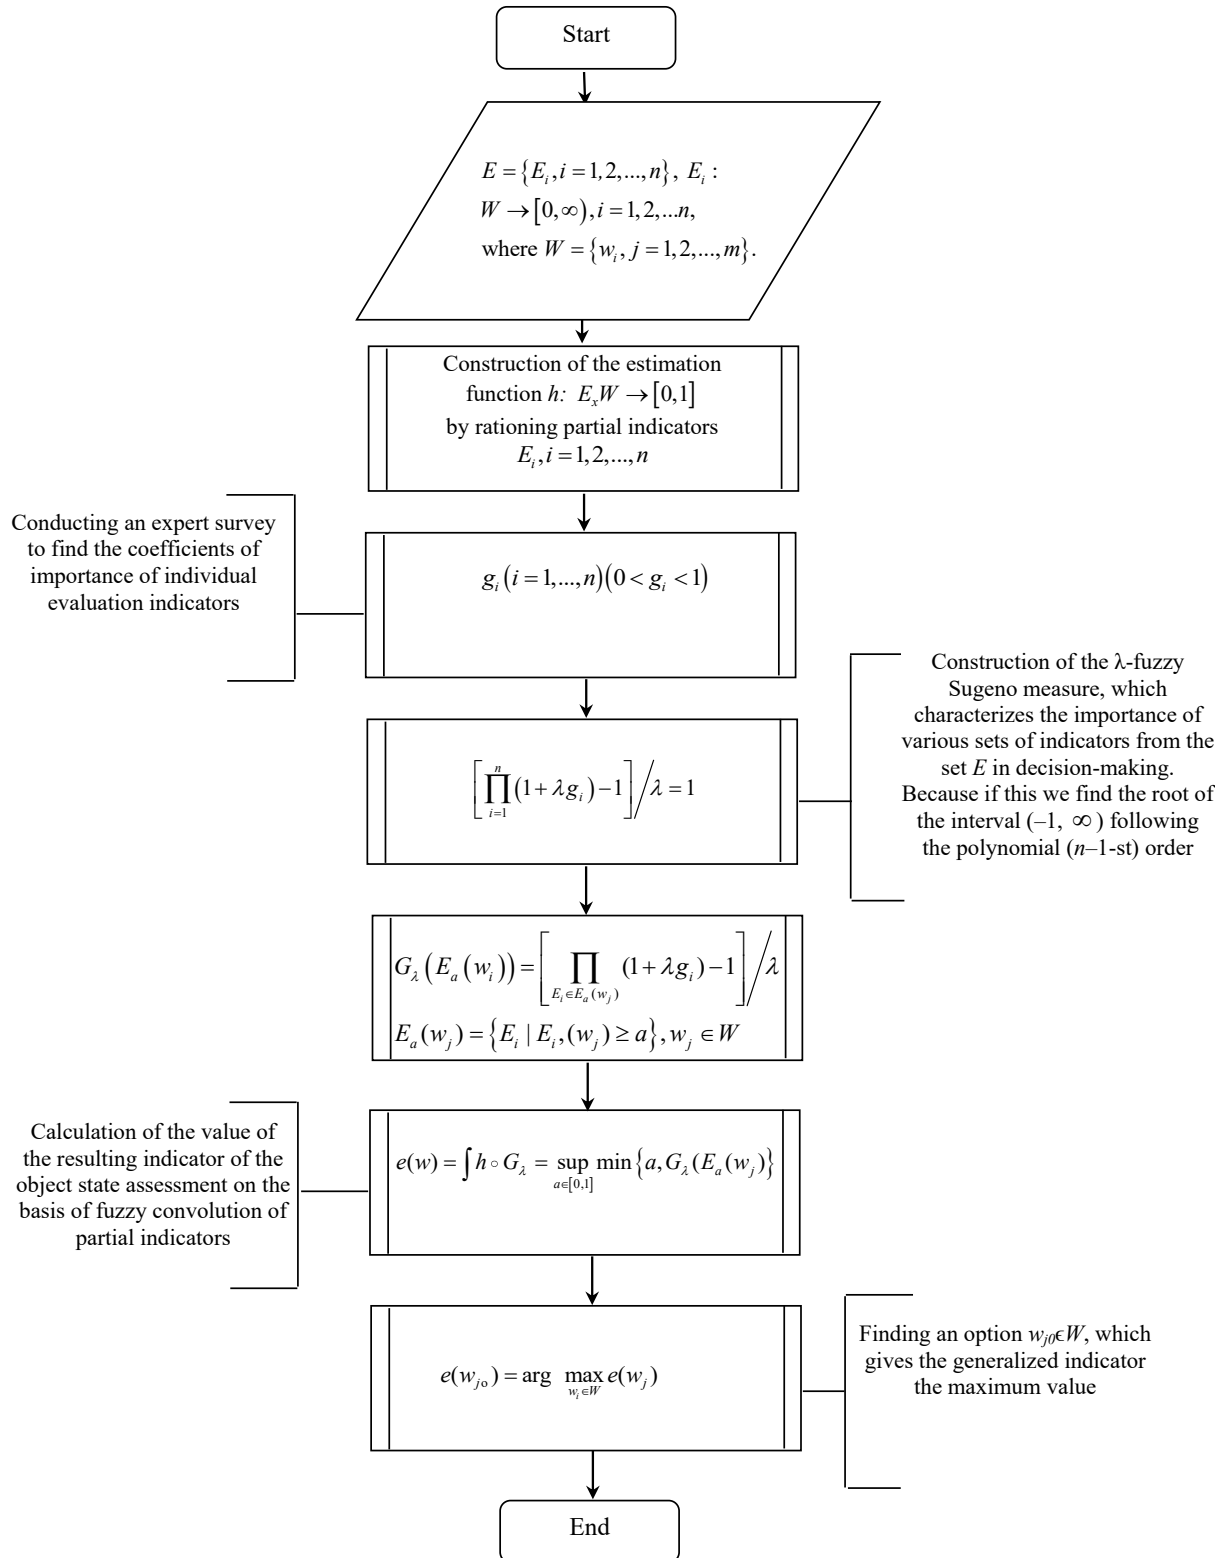 Start
E = {E_i, i = 1, 2, ..., n}, E_i :
W → [0, ∞), i = 1, 2, ...n,
where W = {w_i, j = 1, 2, ..., m}.
Construction of the estimation
function h: E_x W → [0,1]
by rationing partial indicators
E_i, i = 1, 2, ..., n
Conducting an expert survey
to find the coefficients of
importance of individual
evaluation indicators
g_i (i = 1, ..., n)(0 < g_i < 1)
Construction of the λ-fuzzy
Sugeno measure, which
characterizes the importance of
various sets of indicators from the
set E in decision-making.
Because if this we find the root of
the interval (–1, ∞) following
the polynomial (n–1-st) order
[∏_{i=1}^{n} (1 + λg_i) − 1] / λ = 1
G_λ (E_a (w_i)) = [∏_{E_i∈E_a(w_j)} (1 + λg_i) − 1] / λ
E_a(w_j) = {E_i | E_i, (w_j) ≥ a}, w_j ∈ W
Calculation of the value of
the resulting indicator of the
object state assessment on the
basis of fuzzy convolution of
partial indicators
e(w) = ∫ h ∘ G_λ = sup_{a∈[0,1]} min {a, G_λ(E_a(w_j)}
Finding an option w_{j0}ϵW, which
gives the generalized indicator
the maximum value
e(w_{jo}) = arg max_{w_i∈W} e(w_j)
End